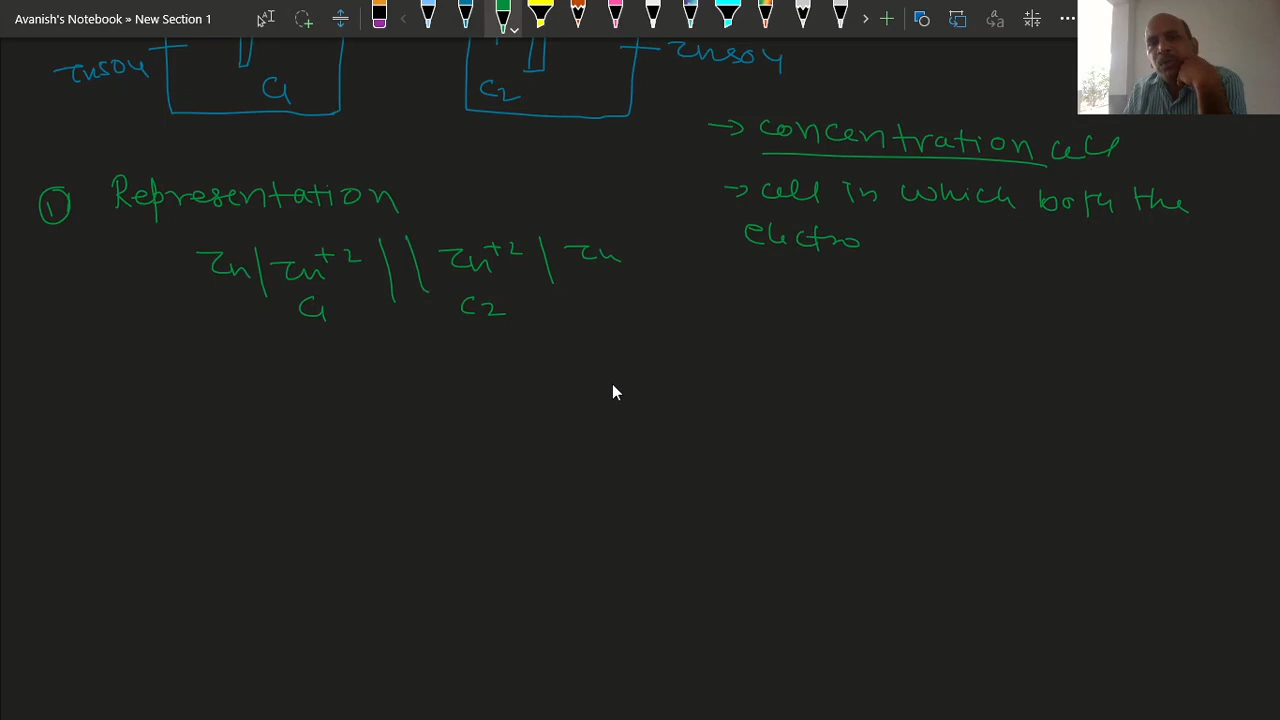 Avanish's Notebook » New Section 1
ZnSO4
C1
C2
ZnSO4
→ concentration cell
① Representation
→ cell in which both the
electro
Zn | Zn+2 || Zn+2 | Zn
C1 C2